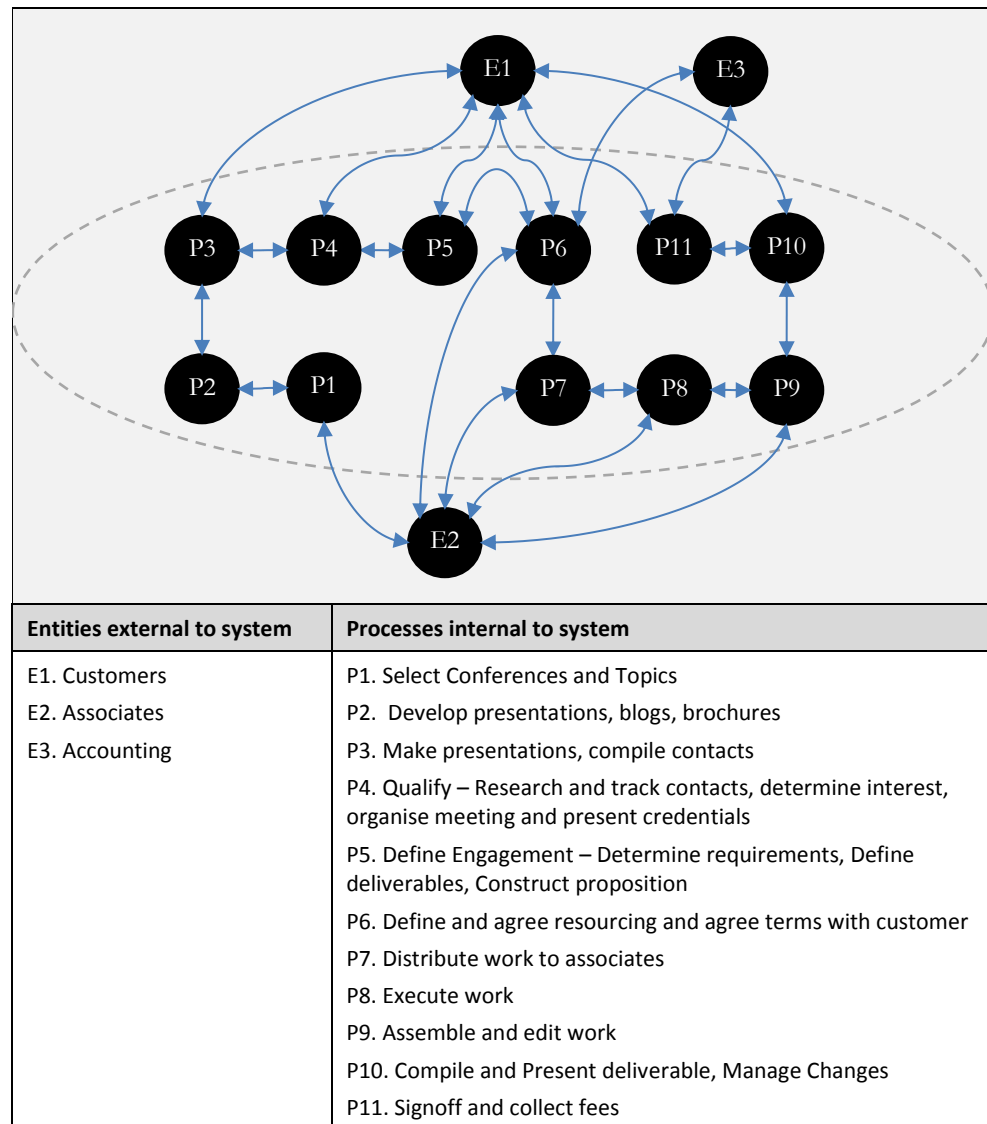 E1
E3
P3
P4
P5
P6
P11
P10
P2
P1
P7
P8
P9
E2
Entities external to system
Processes internal to system
E1. Customers
E2. Associates
E3. Accounting
P1. Select Conferences and Topics
P2.  Develop presentations, blogs, brochures
P3. Make presentations, compile contacts
P4. Qualify – Research and track contacts, determine interest,
organise meeting and present credentials
P5. Define Engagement – Determine requirements, Define
deliverables, Construct proposition
P6. Define and agree resourcing and agree terms with customer
P7. Distribute work to associates
P8. Execute work
P9. Assemble and edit work
P10. Compile and Present deliverable, Manage Changes
P11. Signoff and collect fees